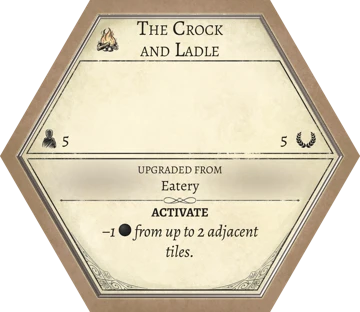 The Crock
and Ladle
5
5
UPGRADED FROM
Eatery
ACTIVATE
–1 from up to 2 adjacent
tiles.